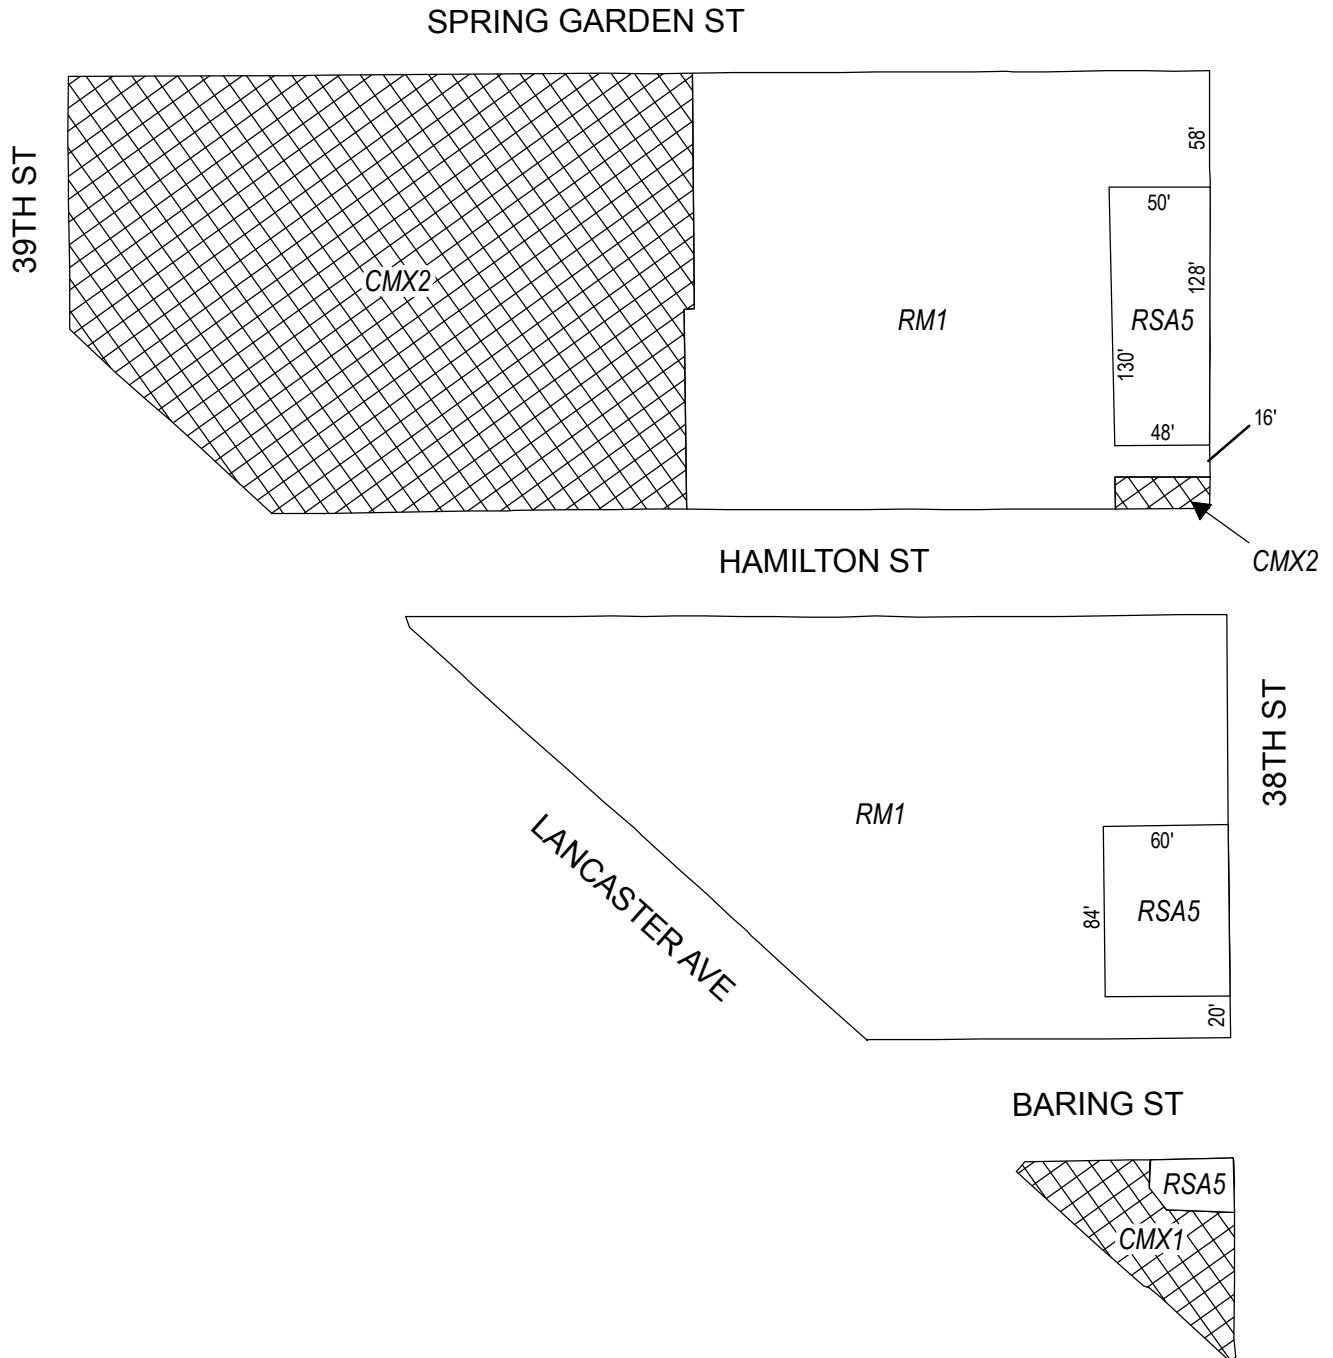 SPRING GARDEN ST
39TH ST
58'
50'
128'
CMX2
RM1
RSA5
130'
48'
16'
HAMILTON ST
CMX2
38TH ST
RM1
LANCASTER AVE
60'
84'
RSA5
20'
BARING ST
RSA5
CMX1